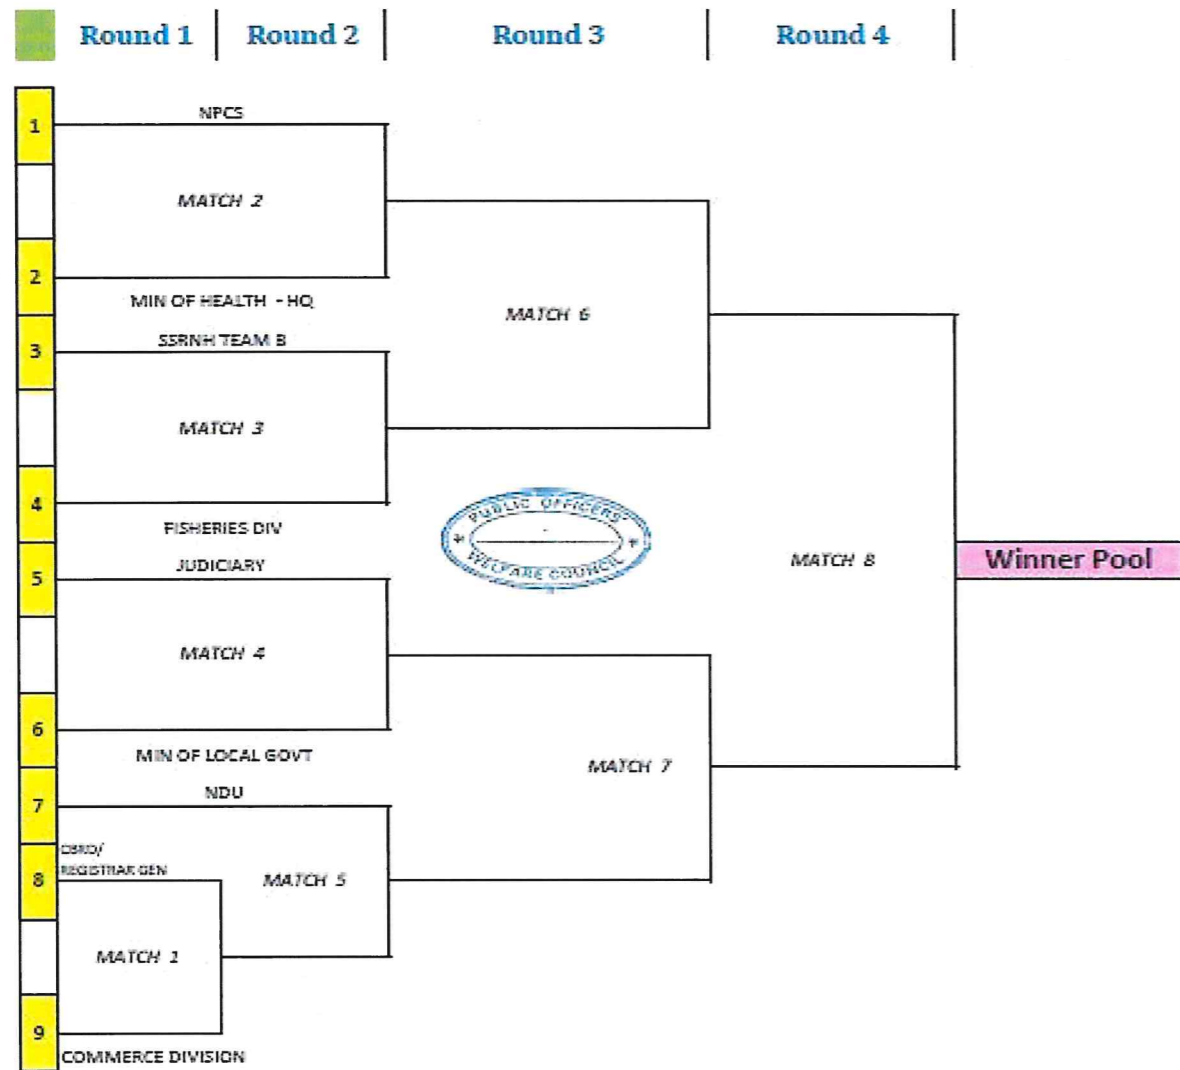 Round 1
Round 2
Round 3
Round 4
1
NPCS
MATCH 2
2
MIN OF HEALTH - HQ
MATCH 6
3
SSRNH TEAM B
MATCH 3
4
FISHERIES DIV
PUBLIC OFFICERS'
WELFARE COUNCIL
MATCH 8
Winner Pool
5
JUDICIARY
MATCH 4
6
MIN OF LOCAL GOVT
MATCH 7
7
NDU
8
CBRD/
REGISTRAR GEN
MATCH 5
MATCH 1
9
COMMERCE DIVISION